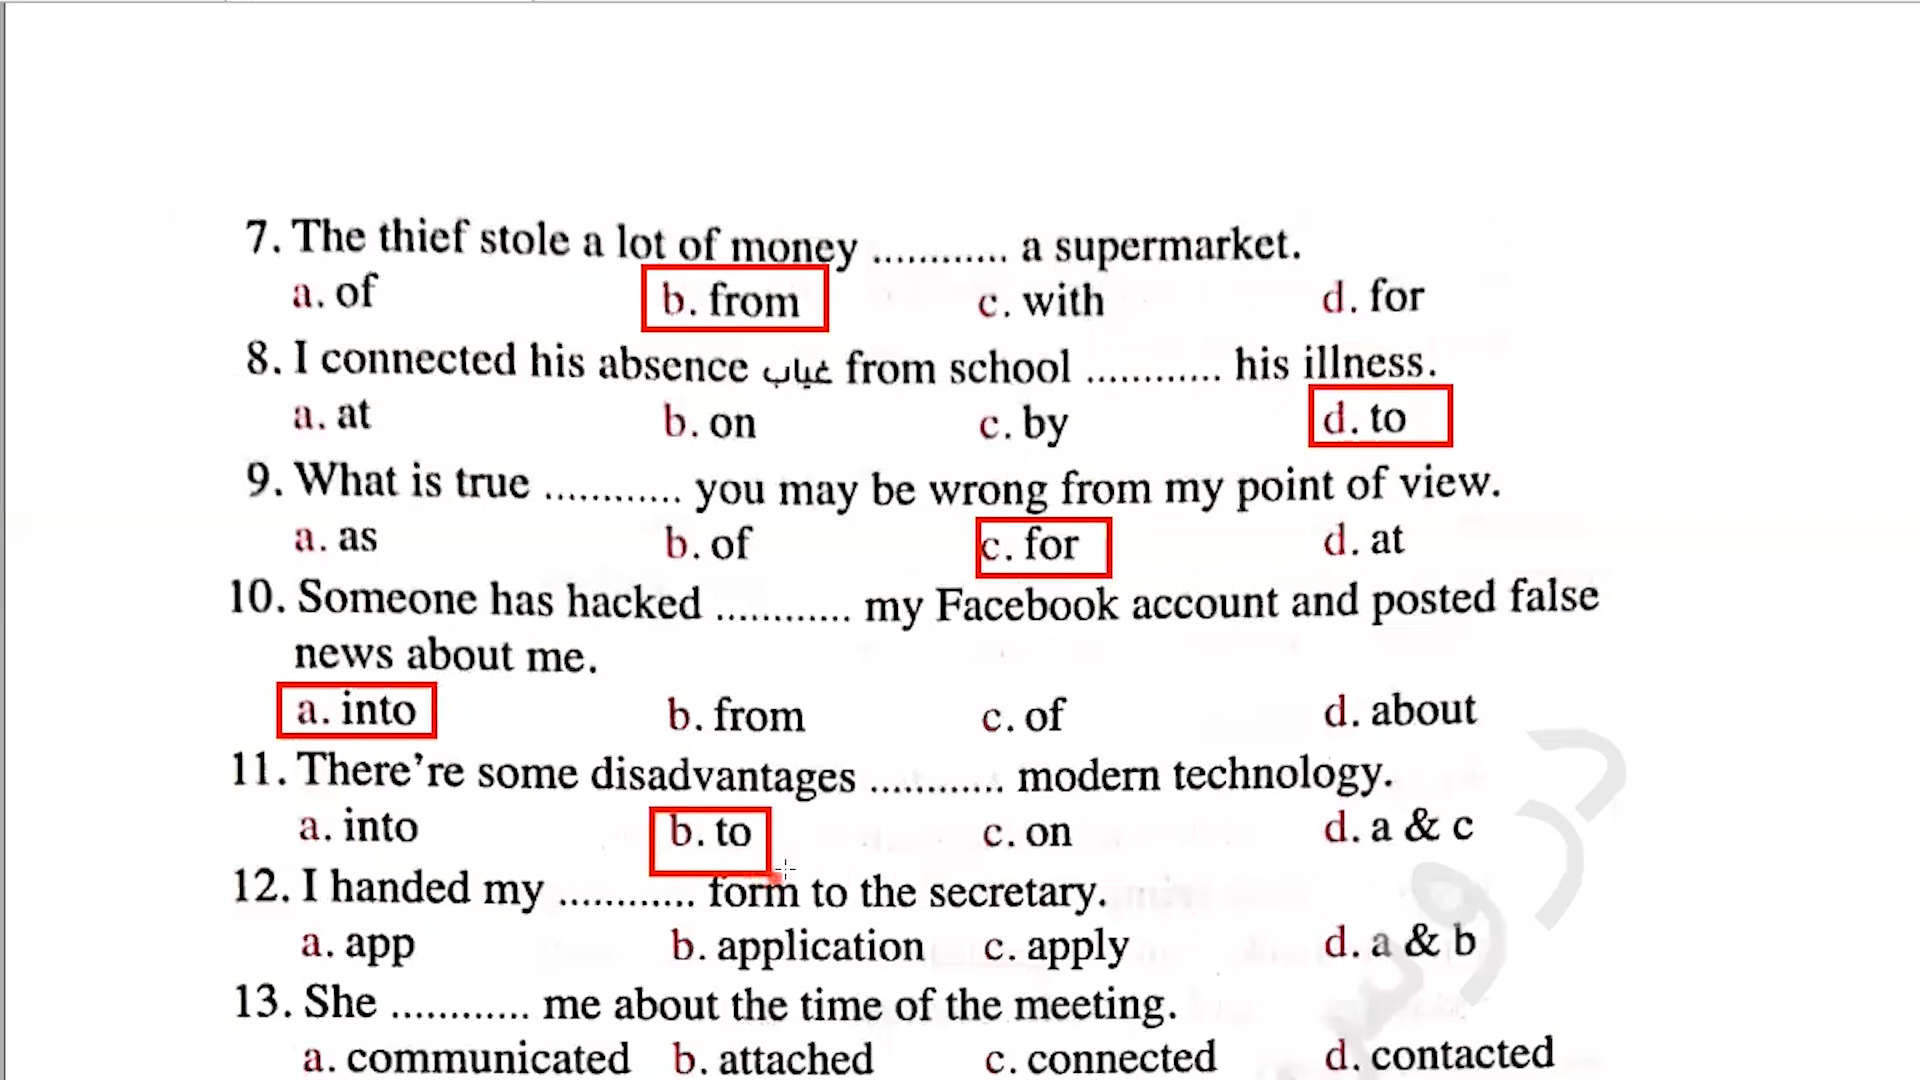 7. The thief stole a lot of money ............ a supermarket.
a. of b. from c. with d. for
8. I connected his absence غياب from school ............ his illness.
a. at b. on c. by d. to
9. What is true ............ you may be wrong from my point of view.
a. as b. of c. for d. at
10. Someone has hacked ............ my Facebook account and posted false
news about me.
a. into b. from c. of d. about
11. There’re some disadvantages ............ modern technology.
a. into b. to c. on d. a & c
12. I handed my ............ form to the secretary.
a. app b. application c. apply d. a & b
13. She ............ me about the time of the meeting.
a. communicated b. attached c. connected d. contacted